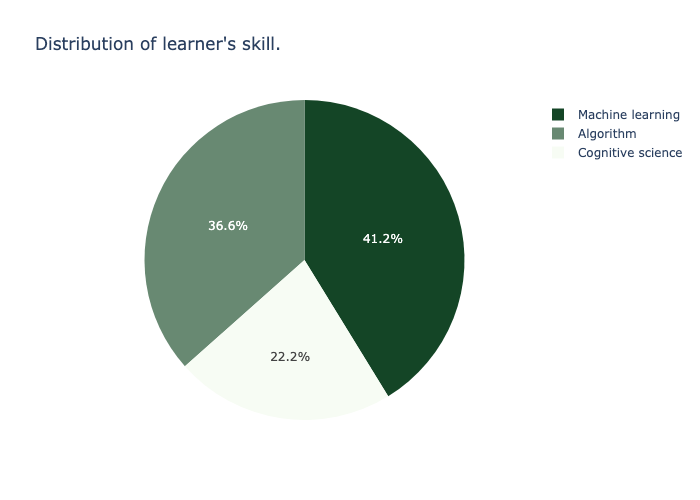 Distribution of learner's skill.
Machine learning
Algorithm
Cognitive science
36.6%
41.2%
22.2%